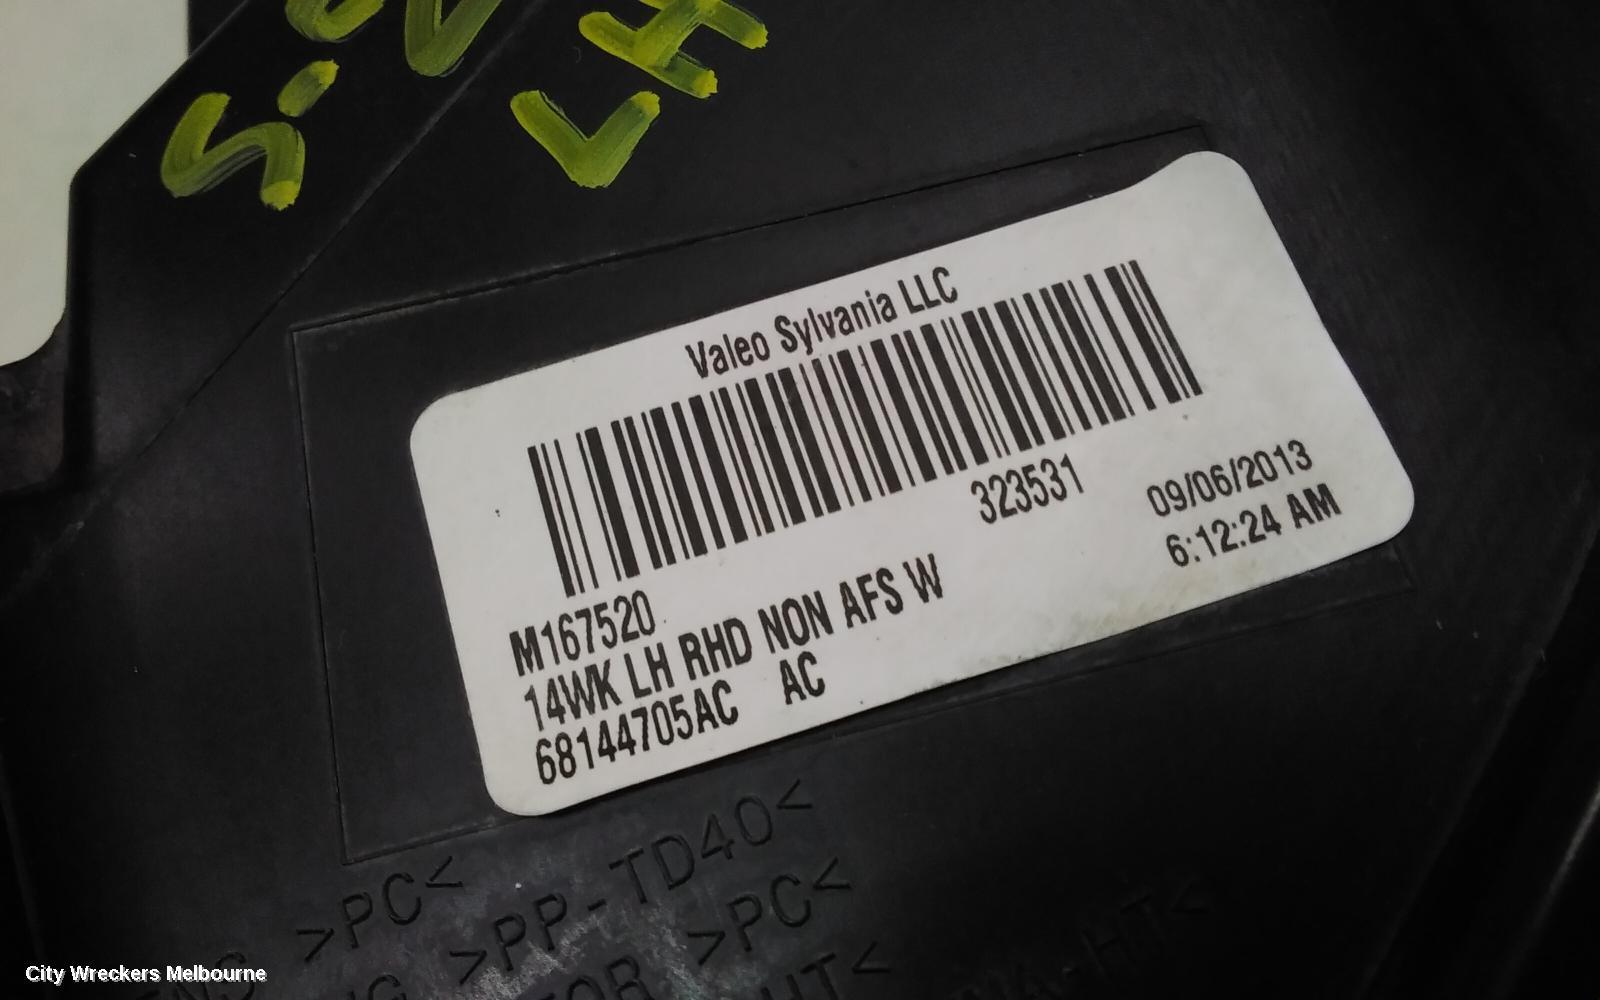 LH
Valeo Sylvania LLC
323531
09/06/2013
6:12:24 AM
M167520
14WK LH RHD NON AFS W
68144705AC AC
>PC<
>PP-TD40<
>PC<
City Wreckers Melbourne